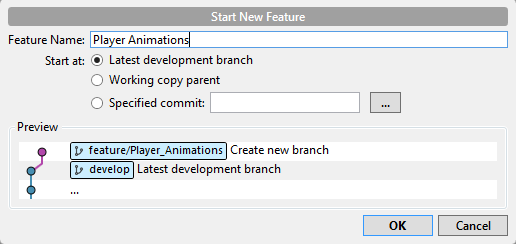 Start New Feature
Feature Name: Player Animations
Start at: Latest development branch
Working copy parent
Specified commit: ...
Preview
feature/Player_Animations Create new branch
develop Latest development branch
...
OK Cancel